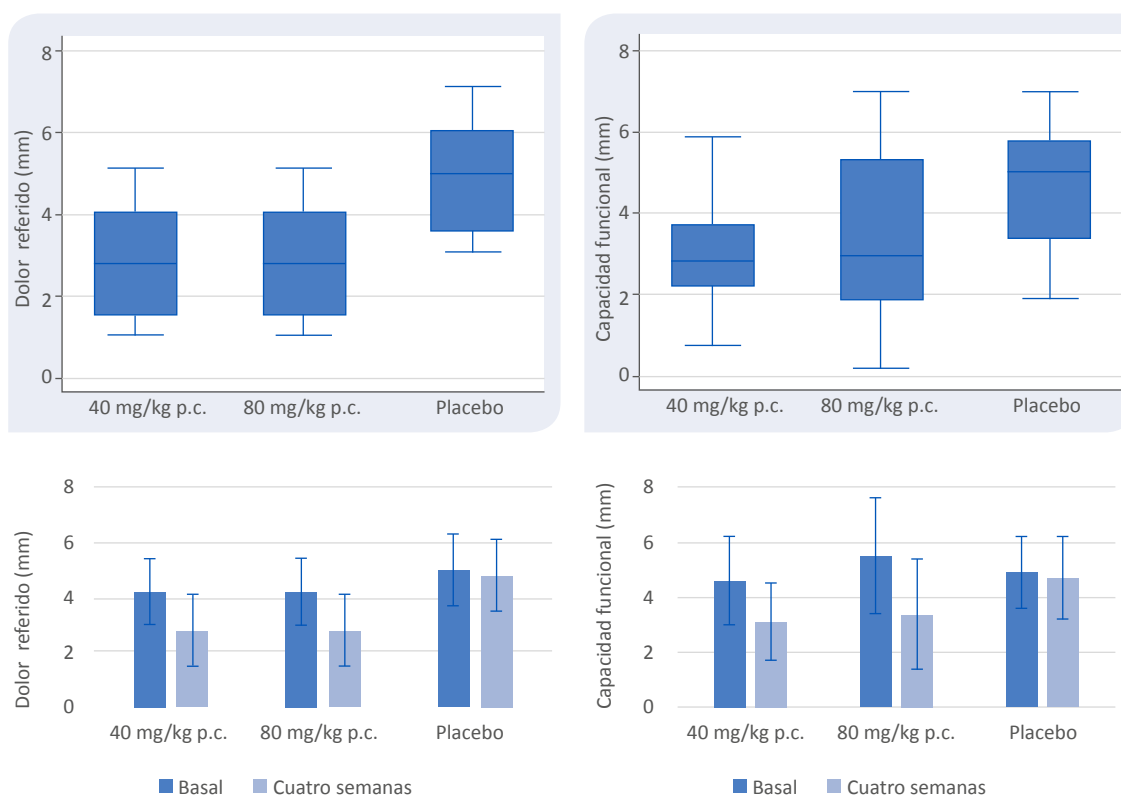 Dolor referido (mm)
8
6
4
2
0
40 mg/kg p.c.
80 mg/kg p.c.
Placebo
Capacidad funcional (mm)
8
6
4
2
0
40 mg/kg p.c.
80 mg/kg p.c.
Placebo
Dolor referido (mm)
8
6
4
2
0
40 mg/kg p.c.
80 mg/kg p.c.
Placebo
Basal
Cuatro semanas
Capacidad funcional (mm)
8
6
4
2
0
40 mg/kg p.c.
80 mg/kg p.c.
Placebo
Basal
Cuatro semanas